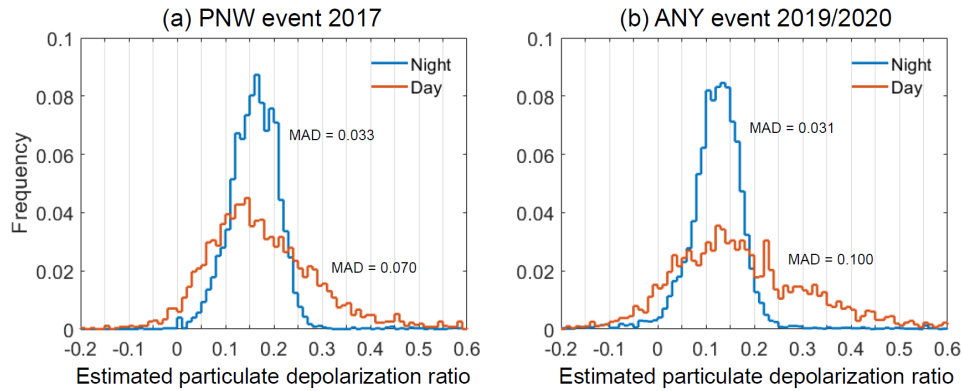 (a) PNW event 2017
0.1
0.08
0.06
0.04
0.02
0
Frequency
Night
Day
MAD = 0.033
MAD = 0.070
-0.2 -0.1 0 0.1 0.2 0.3 0.4 0.5 0.6
Estimated particulate depolarization ratio
(b) ANY event 2019/2020
0.1
0.08
0.06
0.04
0.02
0
Night
Day
MAD = 0.031
MAD = 0.100
-0.2 -0.1 0 0.1 0.2 0.3 0.4 0.5 0.6
Estimated particulate depolarization ratio